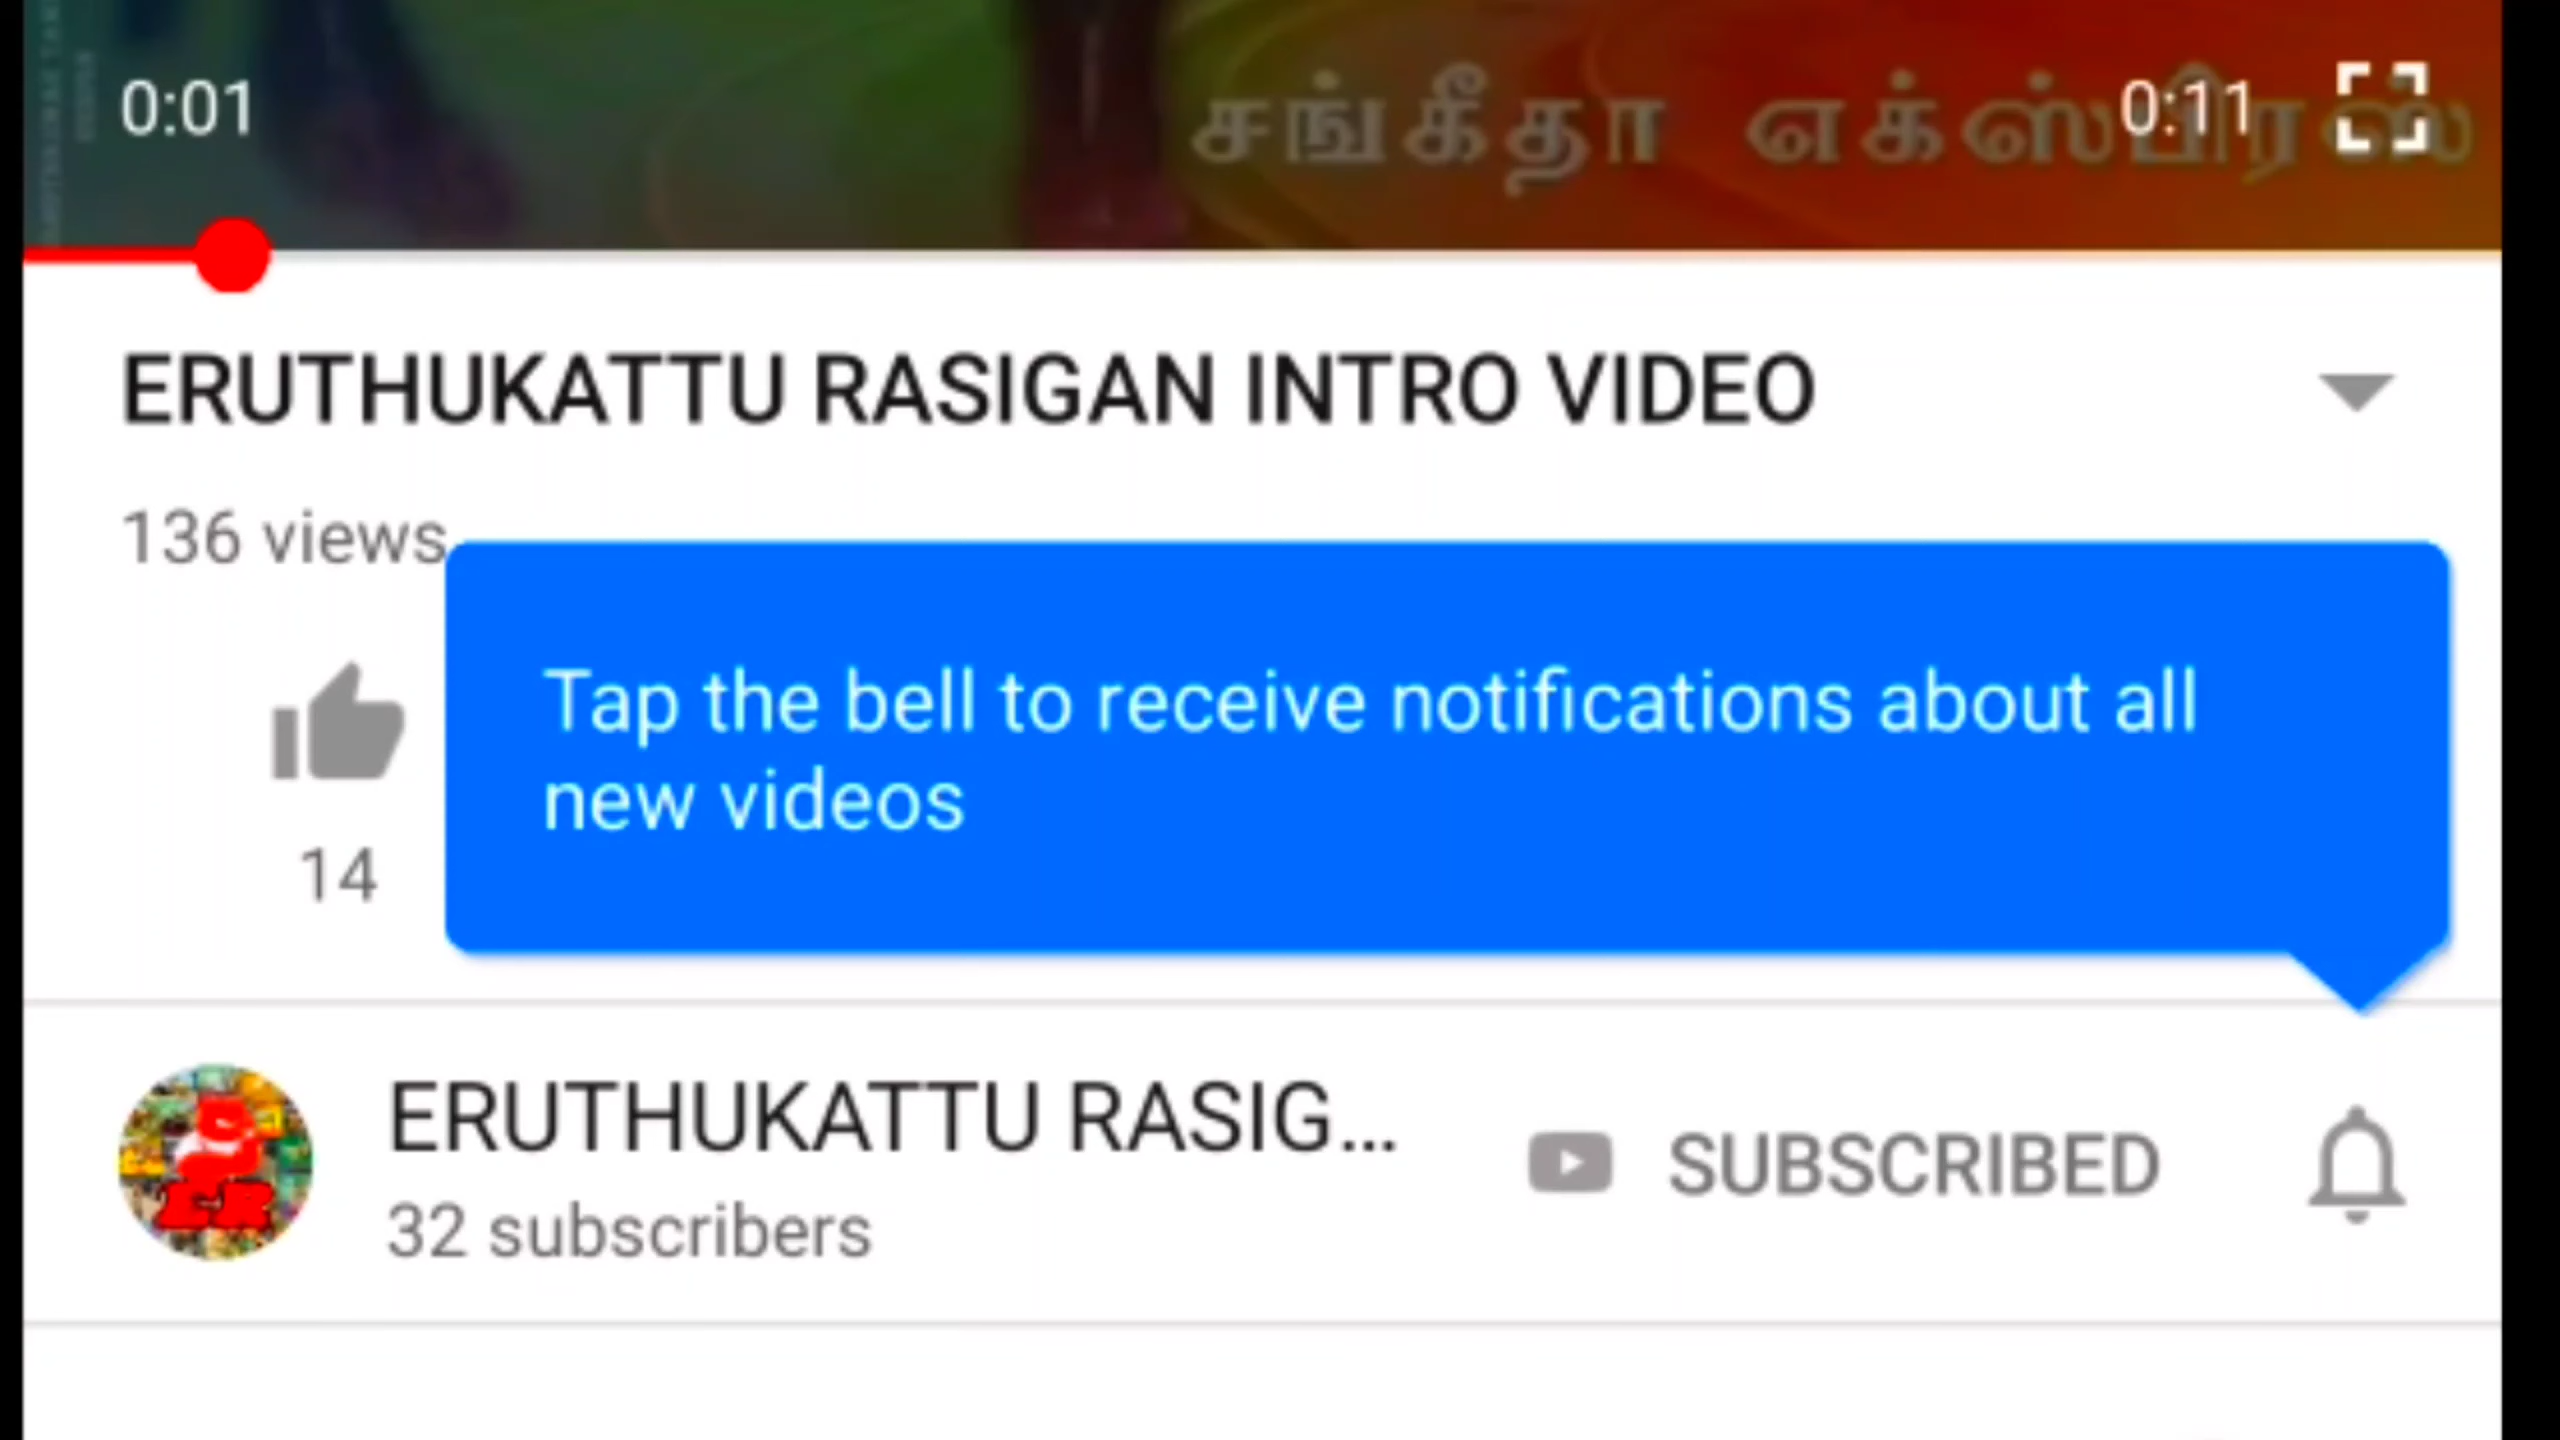 0:01
சங்கீதா எக்ஸ்பிரஸ்
0:11
ERUTHUKATTU RASIGAN INTRO VIDEO
136 views
Tap the bell to receive notifications about all
new videos
14
ERUTHUKATTU RASIG...
32 subscribers
SUBSCRIBED
ER